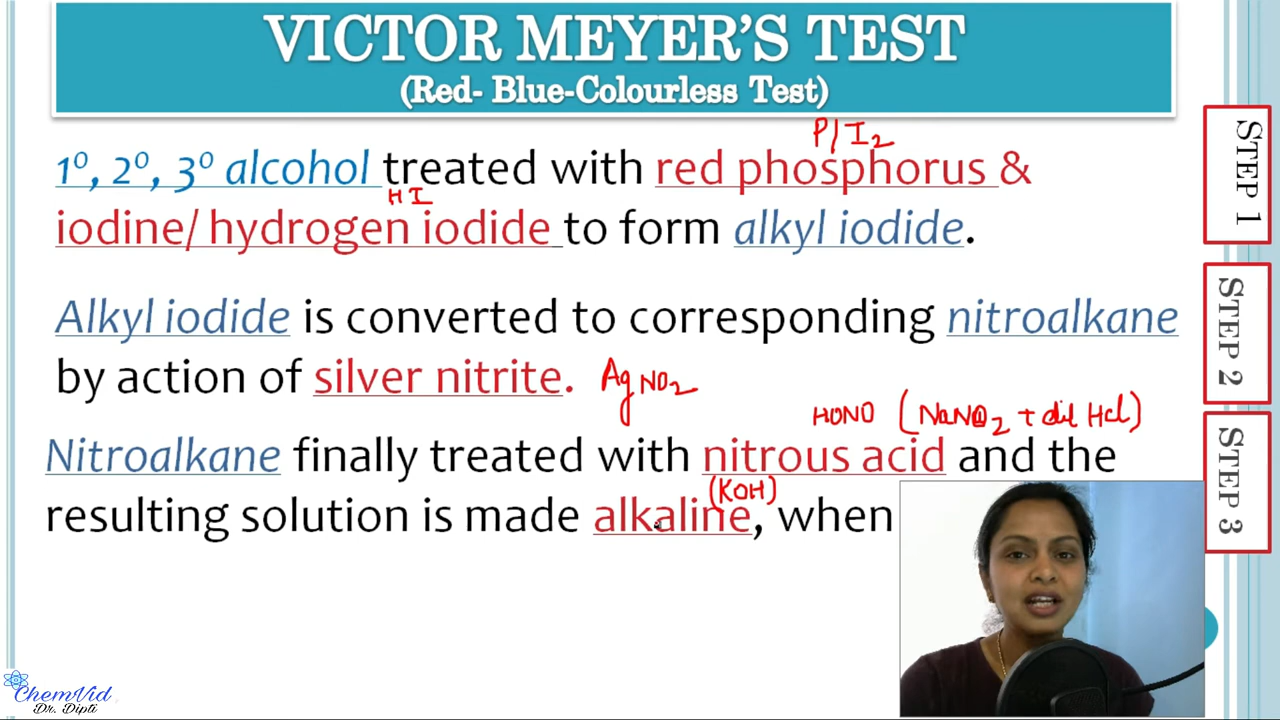 VICTOR MEYER'S TEST
(Red- Blue-Colourless Test)
P/I2
1⁰, 2⁰, 3⁰ alcohol treated with red phosphorus &
HI
iodine/ hydrogen iodide to form alkyl iodide.
STEP 1
Alkyl iodide is converted to corresponding nitroalkane
by action of silver nitrite. AgNO2
STEP 2
HONO (NaNO2 + dil HCl)
Nitroalkane finally treated with nitrous acid and the
(KOH)
resulting solution is made alkaline, when
STEP 3
ChemVid
Dr. Dipti